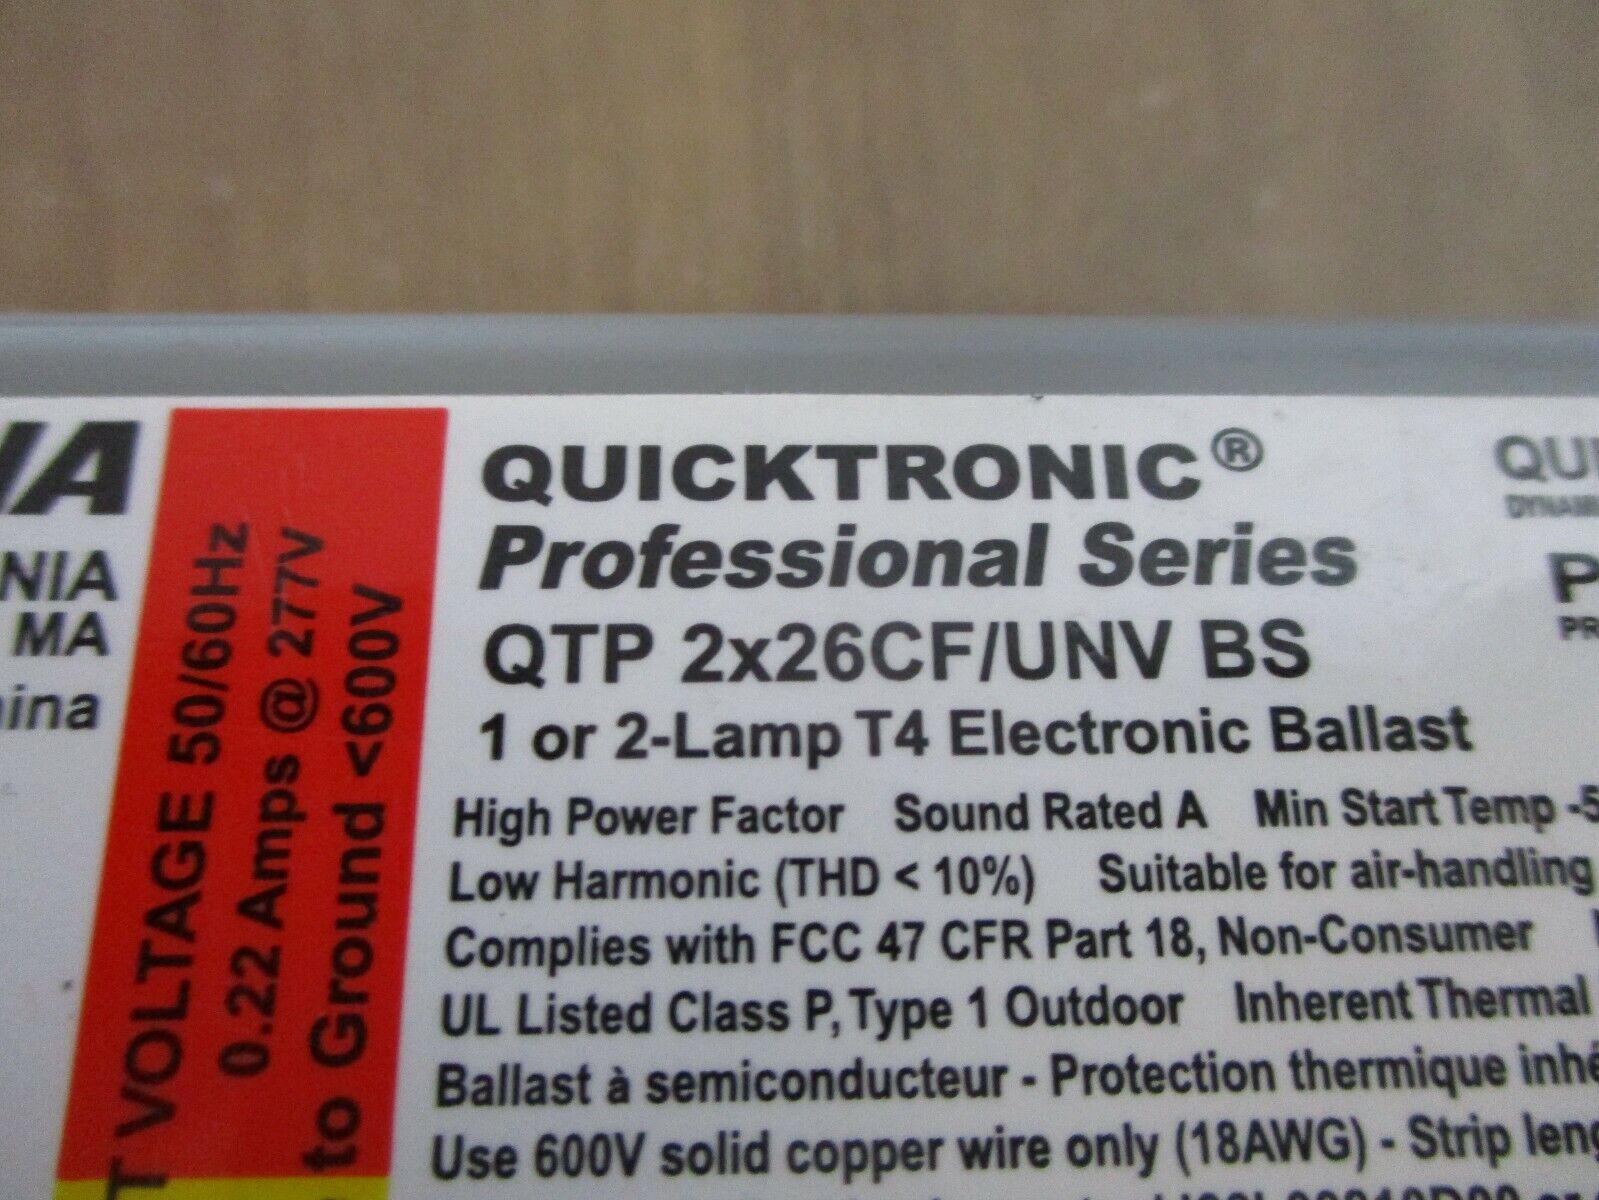 NIA
MA
VOLTAGE 50/60Hz
0.22 Amps @ 277V
to Ground <600V
QUICKTRONIC®
Professional Series
QTP 2x26CF/UNV BS
1 or 2-Lamp T4 Electronic Ballast
High Power Factor Sound Rated A Min Start Temp -5
Low Harmonic (THD < 10%) Suitable for air-handling
Complies with FCC 47 CFR Part 18, Non-Consumer
UL Listed Class P, Type 1 Outdoor Inherent Thermal
Ballast à semiconducteur - Protection thermique inhé
Use 600V solid copper wire only (18AWG) - Strip leng